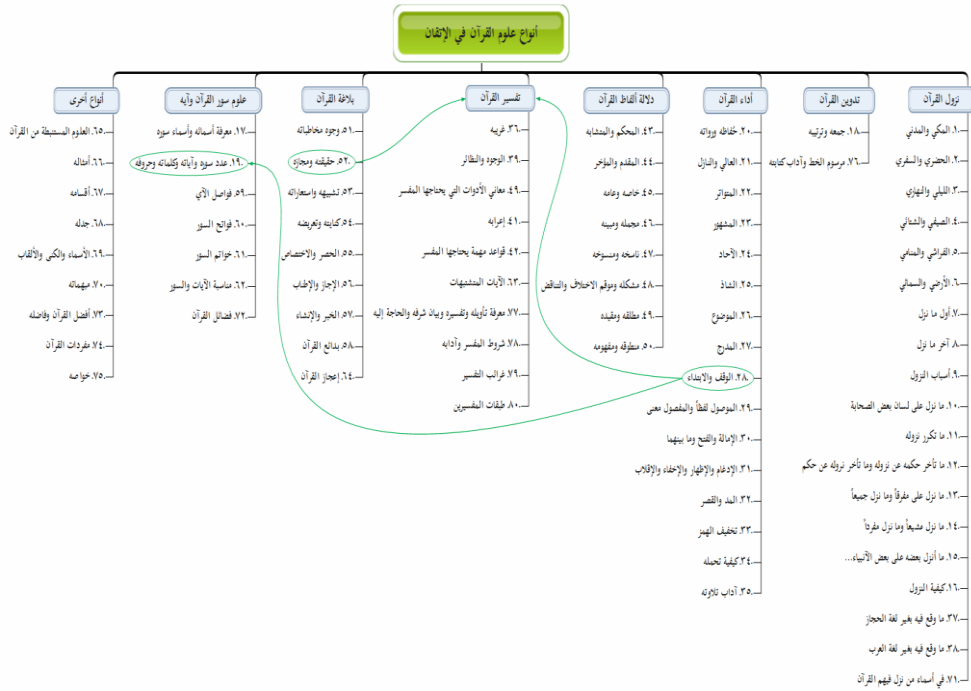 أنواع علوم القرآن في الإتقان
نزول القرآن
١. المكي والمدني
٢. الحضري والسفري
٣. الليلي والنهاري
٤. الصيفي والشتائي
٥. الفراشي والمنامي
٦. الأرضي والسمائي
٧. أول ما نزل
٨. آخر ما نزل
٩. أسباب النزول
١٠. ما نزل على لسان بعض الصحابة
١١. ما تكرر نزوله
١٢. ما تأخر حكمه عن نزوله وما تأخر نزوله عن حكم
١٣. ما نزل على مفرقاً وما نزل جميعاً
١٤. ما نزل مشيعاً وما نزل مفرداً
١٥. ما أنزل بعضه على بعض الأنبياء...
١٦. كيفية النزول
٣٧. ما وقع فيه بغير لغة الحجاز
٣٨. ما وقع فيه بغير لغة العرب
٧١. في أسماء من نزل فيهم القرآن
تدوين القرآن
١٨. جمعه وترتيبه
٧٦. مرسوم الخط وآداب كتابته
أداء القرآن
٢٠. حُفاظه ورواته
٢١. العالي والنازل
٢٢. المتواتر
٢٣. المشهور
٢٤. الآحاد
٢٥. الشاذ
٢٦. الموضوع
٢٧. المدرج
٢٨. الوقف والابتداء
٢٩. الموصول لفظاً والمفصول معنى
٣٠. الإمالة والفتح وما بينهما
٣١. الإدغام والإظهار والإخفاء والإقلاب
٣٢. المد والقصر
٣٣. تخفيف الهمز
٣٤. كيفية تحمله
٣٥. آداب تلاوته
دلالة ألفاظ القرآن
٤٣. المحكم والمتشابه
٤٤. المقدم والمؤخر
٤٥. خاصه وعامه
٤٦. مجمله ومبينه
٤٧. ناسخه ومنسوخه
٤٨. مشكله وموقم الاختلاف والتناقض
٤٩. مطلقه ومقيده
٥٠. منطوقه ومفهومه
تفسير القرآن
٣٦. غريبه
٣٩. الوجوه والنظائر
٤٩. معاني الأدوات التي يحتاجها المفسر
٤١. إعرابه
٤٢. قواعد مهمة يحتاجها المفسر
٦٣. الآيات المتشبهات
٧٧. معرفة تأويله وتفسيره وبيان شرفه والحاجة إليه
٧٨. شروط المفسر وآدابه
٧٩. غرائب التفسير
٨٠. طبقات المفسيرين
بلاغة القرآن
٥١. وجوه مخاطباته
٥٢. حقيقته ومجازه
٥٣. تشبيهه واستعاراته
٥٤. كنايته وتعريضه
٥٥. الحصر والاختصاص
٥٦. الإجاز والإطاب
٥٧. الخبر والإنشاء
٥٨. بدائع القرآن
٦٤. إعجاز القرآن
علوم سور القرآن وآيه
١٧. معرفة أسمائه وأسماء سوره
١٩. عدد سوره وآياته وكلماته وحروفه
٥٩. فواصل الآي
٦٠. فواتح السور
٦١. خواتم السور
٦٢. مناسبة الآيات والسور
٧٢. فضائل القرآن
أنواع أخرى
٦٥. العلوم المستنبطة من القرآن
٦٦. أمثاله
٦٧. أقسامه
٦٨. جدله
٦٩. الأسماء والكنى والألقاب
٧٠. مبهماته
٧٣. أفضل القرآن وفاضله
٧٤. مفردات القرآن
٧٥. خواصه